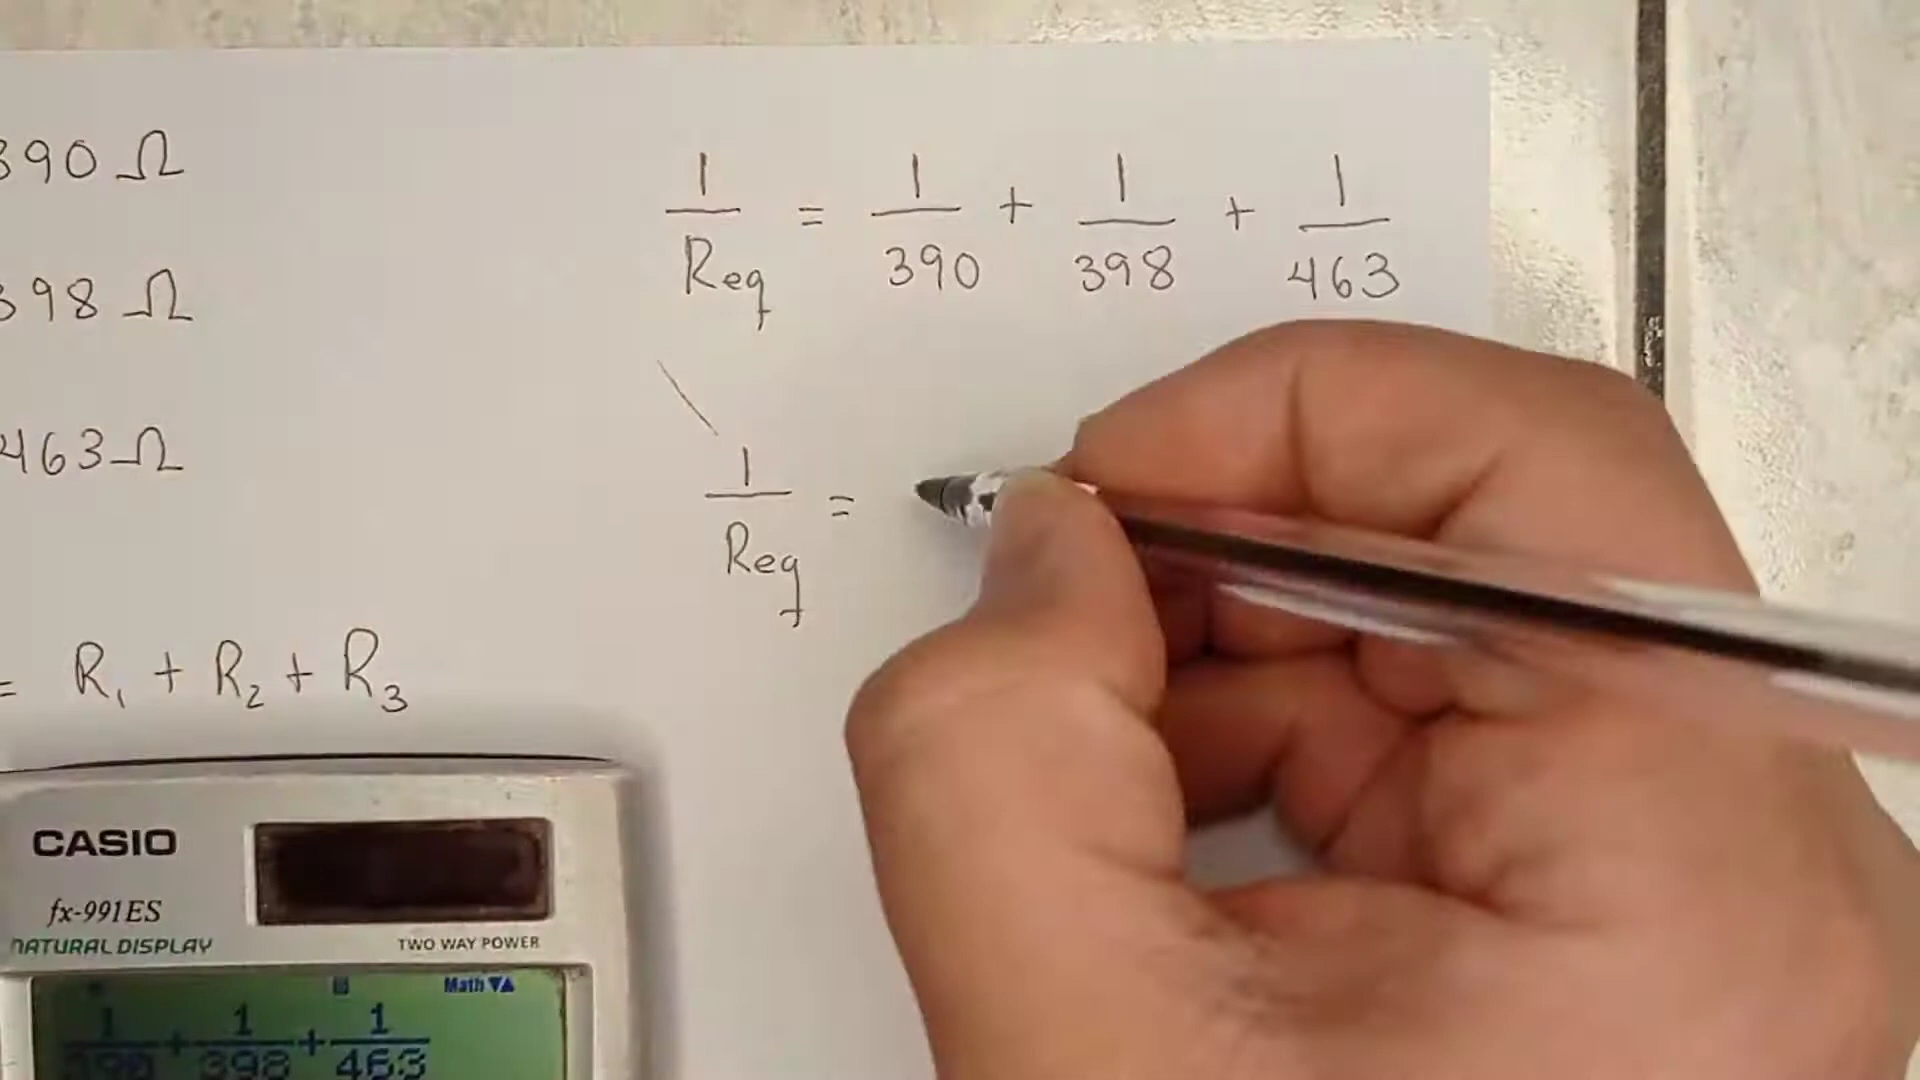 390 Ω
398 Ω
463 Ω
= R₁ + R₂ + R₃
1/Req = 1/390 + 1/398 + 1/463
1/Req =
CASIO
fx-991ES
NATURAL DISPLAY
TWO WAY POWER
Math ▼▲
1/390+1/398+1/463